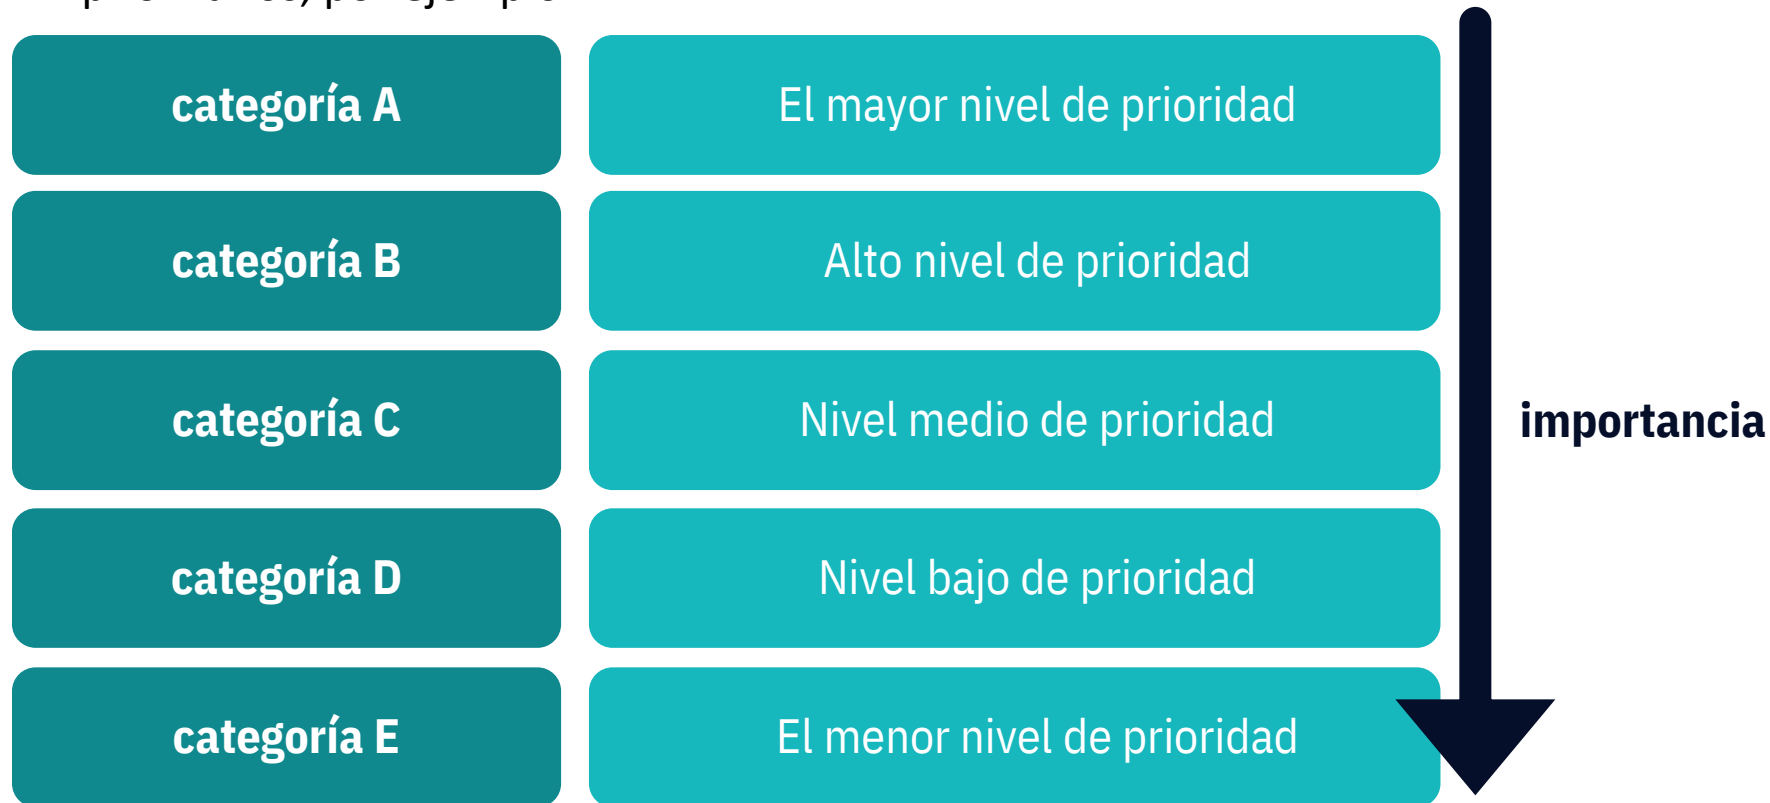 categoría A
El mayor nivel de prioridad
categoría B
Alto nivel de prioridad
categoría C
Nivel medio de prioridad
importancia
categoría D
Nivel bajo de prioridad
categoría E
El menor nivel de prioridad